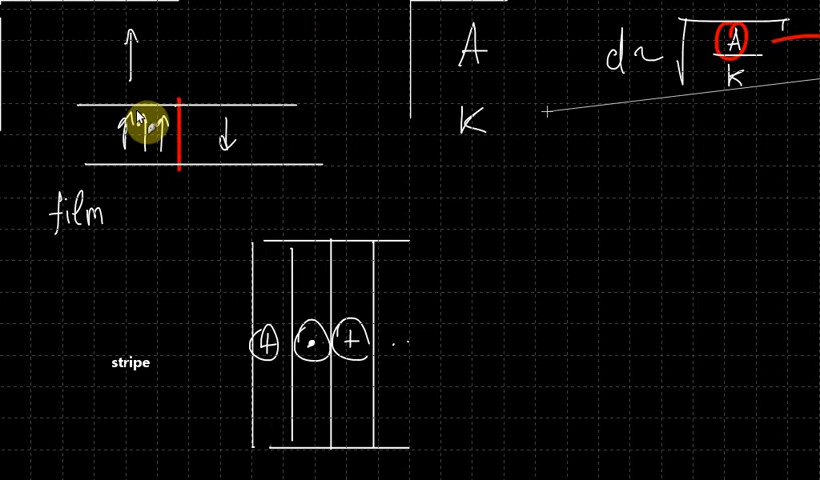 A
K
d ~ √(A/K)
film
+ · + ..
stripe